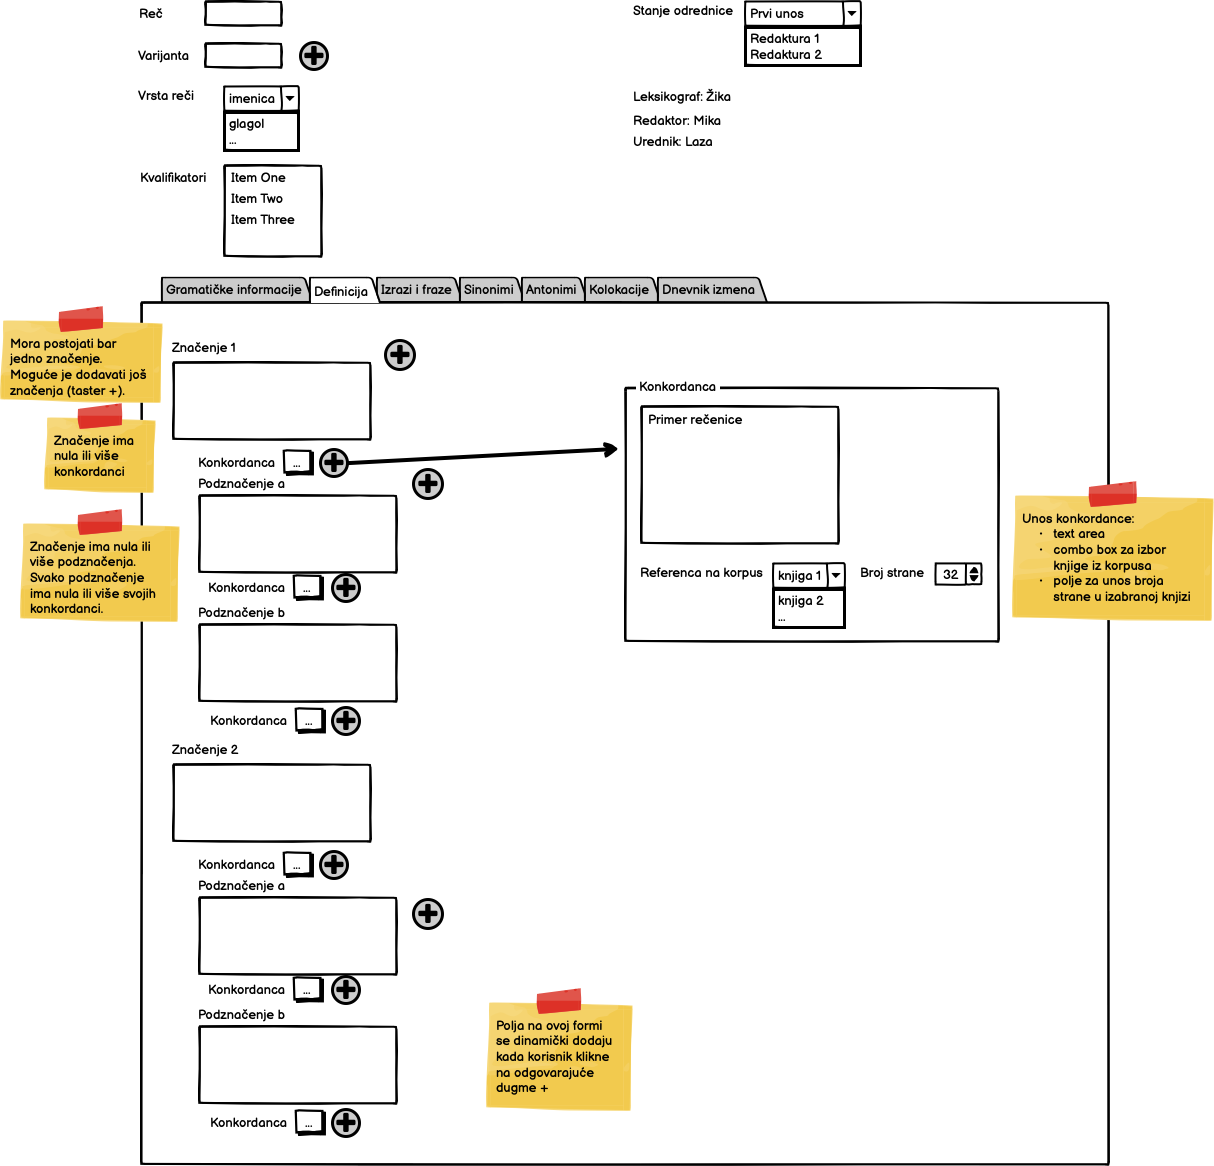 Reč
Varijanta
Vrsta reči
imenica
glagol
...
Kvalifikatori
Item One
Item Two
Item Three
Stanje odrednice
Prvi unos
Redaktura 1
Redaktura 2
Leksikograf: Žika
Redaktor: Mika
Urednik: Laza
Gramatičke informacije
Definicija
Izrazi i fraze
Sinonimi
Antonimi
Kolokacije
Dnevnik izmena
Mora postojati bar
jedno značenje.
Moguće je dodavati još
značenja (taster +).
Značenje ima
nula ili više
konkordanci
Značenje ima nula ili
više podznačenja.
Svako podznačenje
ima nula ili više svojih
konkordanci.
Značenje 1
Konkordanca ...
Podznačenje a
Konkordanca ...
Podznačenje b
Konkordanca ...
Značenje 2
Konkordanca ...
Podznačenje a
Konkordanca ...
Podznačenje b
Konkordanca ...
Konkordanca
Primer rečenice
Referenca na korpus
knjiga 1
knjiga 2
...
Broj strane
32
Unos konkordance:
· text area
· combo box za izbor
knjige iz korpusa
· polje za unos broja
strane u izabranoj knjizi
Polja na ovoj formi
se dinamički dodaju
kada korisnik klikne
na odgovarajuće
dugme +